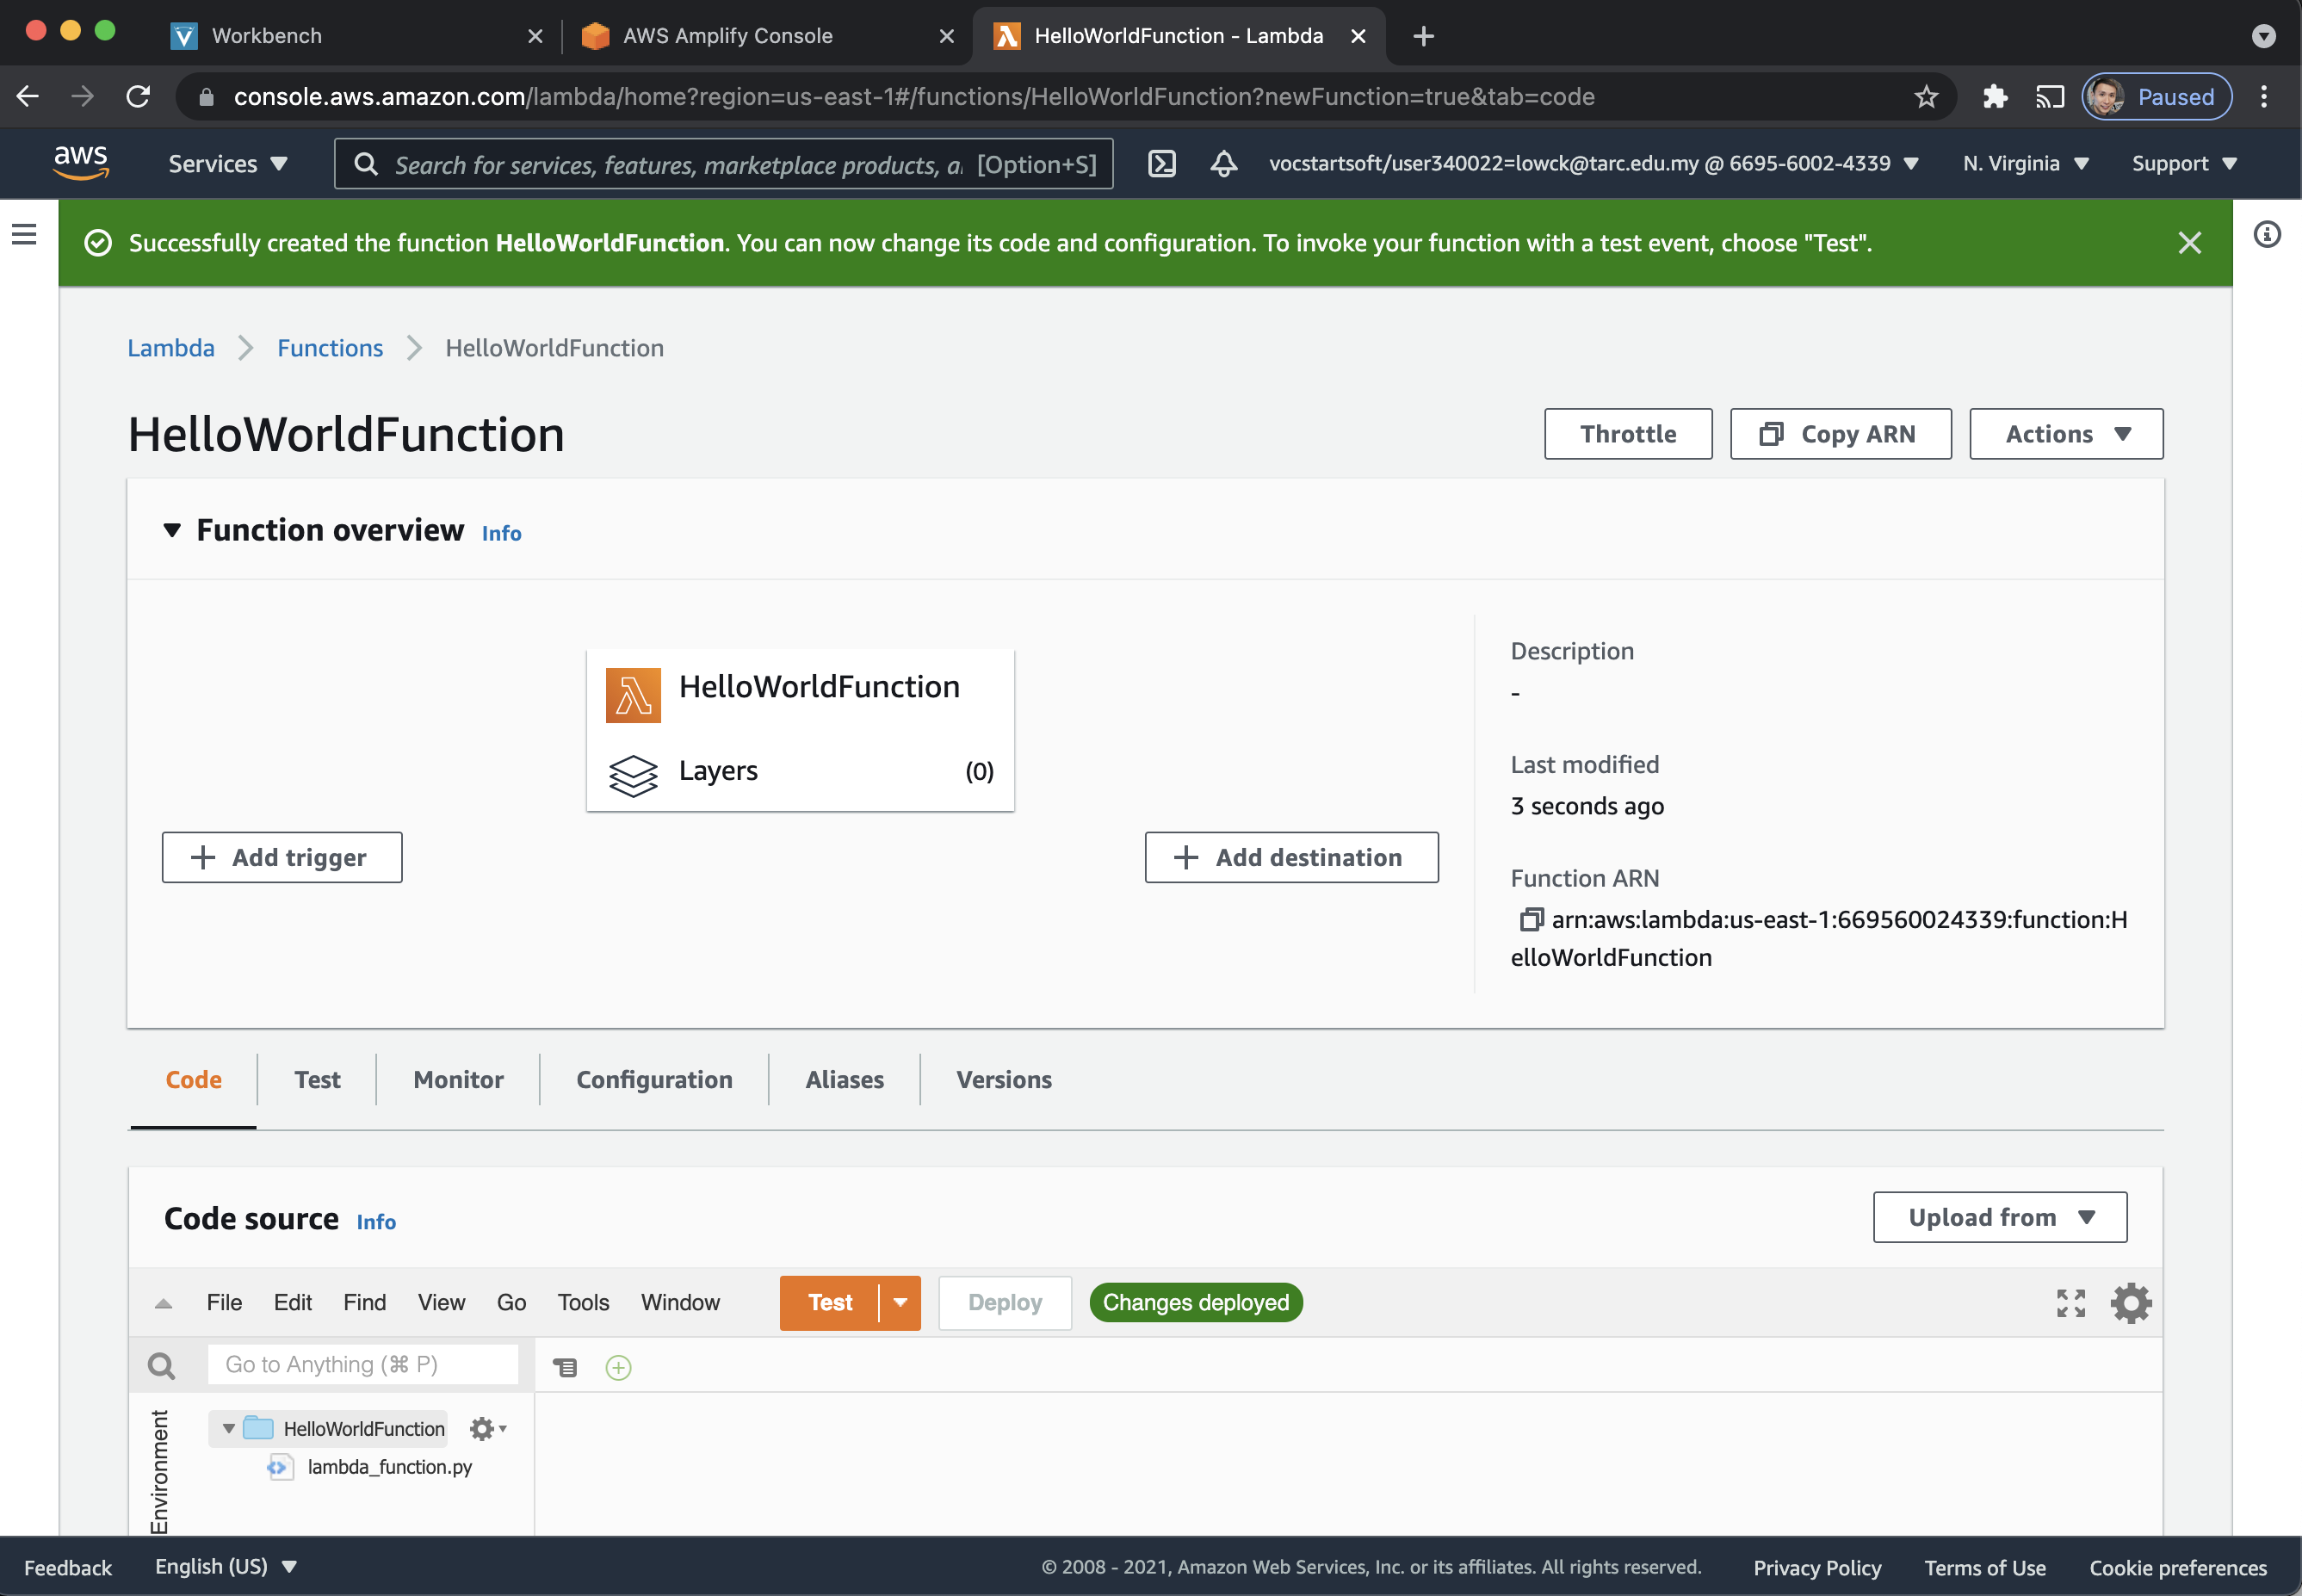 Workbench
AWS Amplify Console
HelloWorldFunction - Lambda
console.aws.amazon.com/lambda/home?region=us-east-1#/functions/HelloWorldFunction?newFunction=true&tab=code
Paused
aws
Services
Search for services, features, marketplace products, a
[Option+S]
vocstartsoft/user340022=lowck@tarc.edu.my @ 6695-6002-4339
N. Virginia
Support
Successfully created the function HelloWorldFunction. You can now change its code and configuration. To invoke your function with a test event, choose "Test".
Lambda
Functions
HelloWorldFunction
HelloWorldFunction
Throttle
Copy ARN
Actions
Function overview Info
HelloWorldFunction
Layers (0)
Add trigger
Add destination
Description
-
Last modified
3 seconds ago
Function ARN
arn:aws:lambda:us-east-1:669560024339:function:H
elloWorldFunction
Code
Test
Monitor
Configuration
Aliases
Versions
Code source Info
Upload from
File Edit Find View Go Tools Window
Test
Deploy
Changes deployed
Go to Anything (⌘ P)
Environment
HelloWorldFunction
lambda_function.py
Feedback
English (US)
© 2008 - 2021, Amazon Web Services, Inc. or its affiliates. All rights reserved.
Privacy Policy
Terms of Use
Cookie preferences